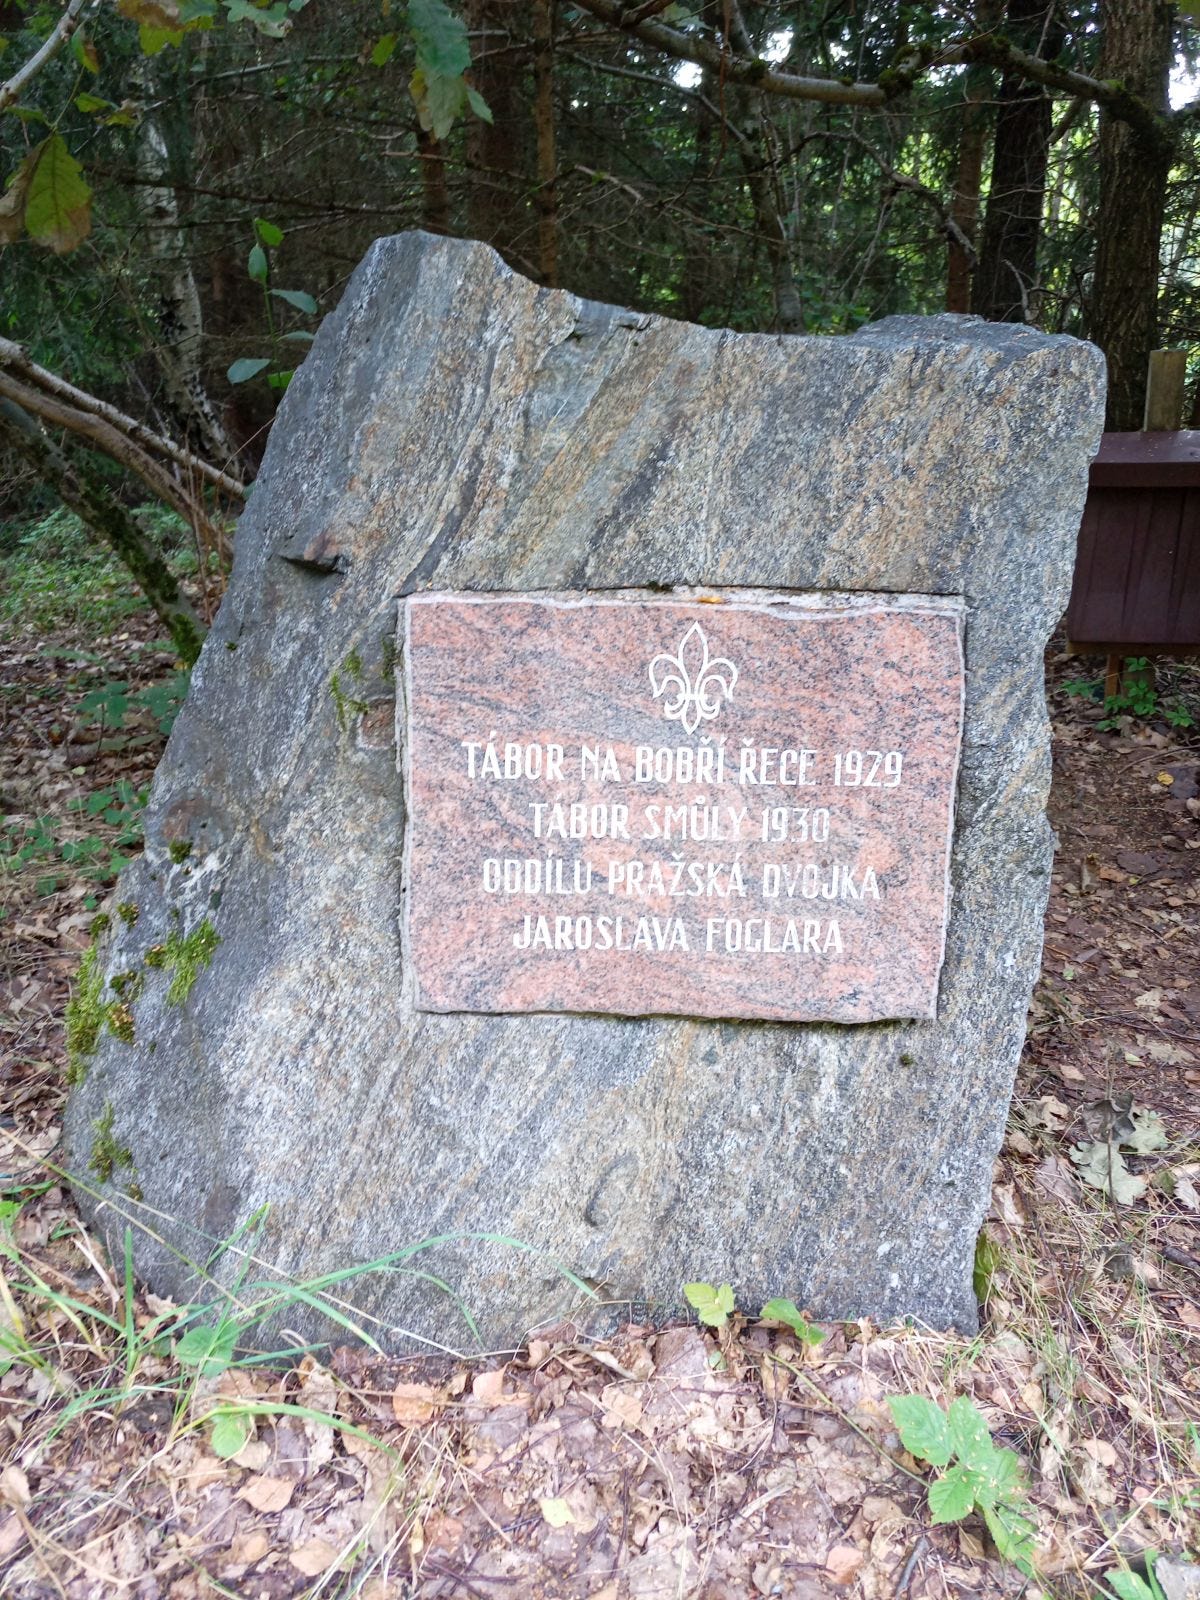 TÁBOR NA BOBŘÍ ŘECE 1929
TÁBOR SMŮLY 1930
ODDÍLU PRAŽSKÁ DVOJKA
JAROSLAVA FOGLARA